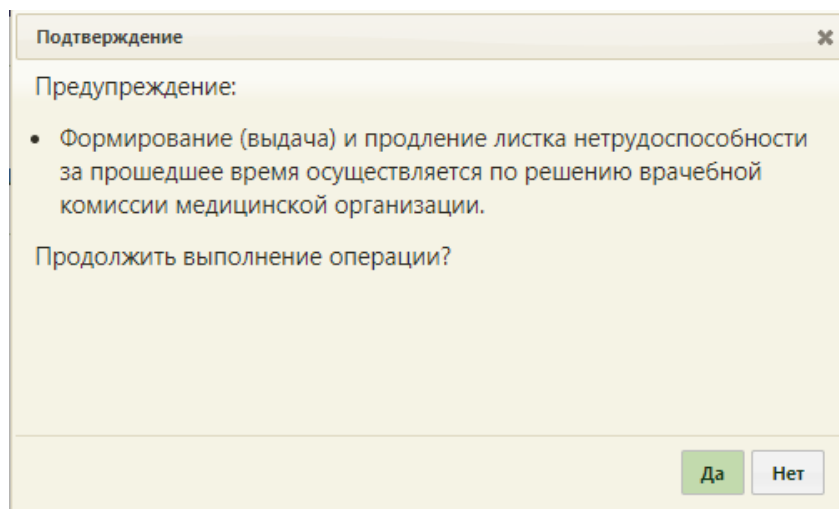 Подтверждение
Предупреждение:
• Формирование (выдача) и продление листка нетрудоспособности
за прошедшее время осуществляется по решению врачебной
комиссии медицинской организации.
Продолжить выполнение операции?
Да Нет